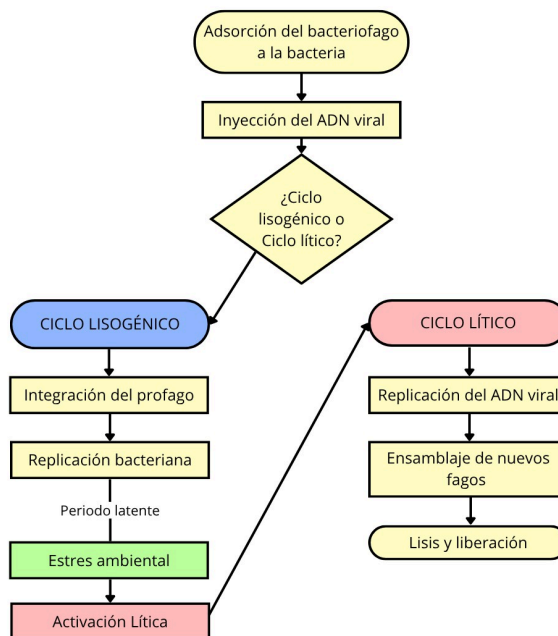 Adsorción del bacteriofago
a la bacteria
Inyección del ADN viral
¿Ciclo
lisogénico o
Ciclo lítico?
CICLO LISOGÉNICO
Integración del profago
Replicación bacteriana
Periodo latente
Estres ambiental
Activación Lítica
CICLO LÍTICO
Replicación del ADN viral
Ensamblaje de nuevos
fagos
Lisis y liberación